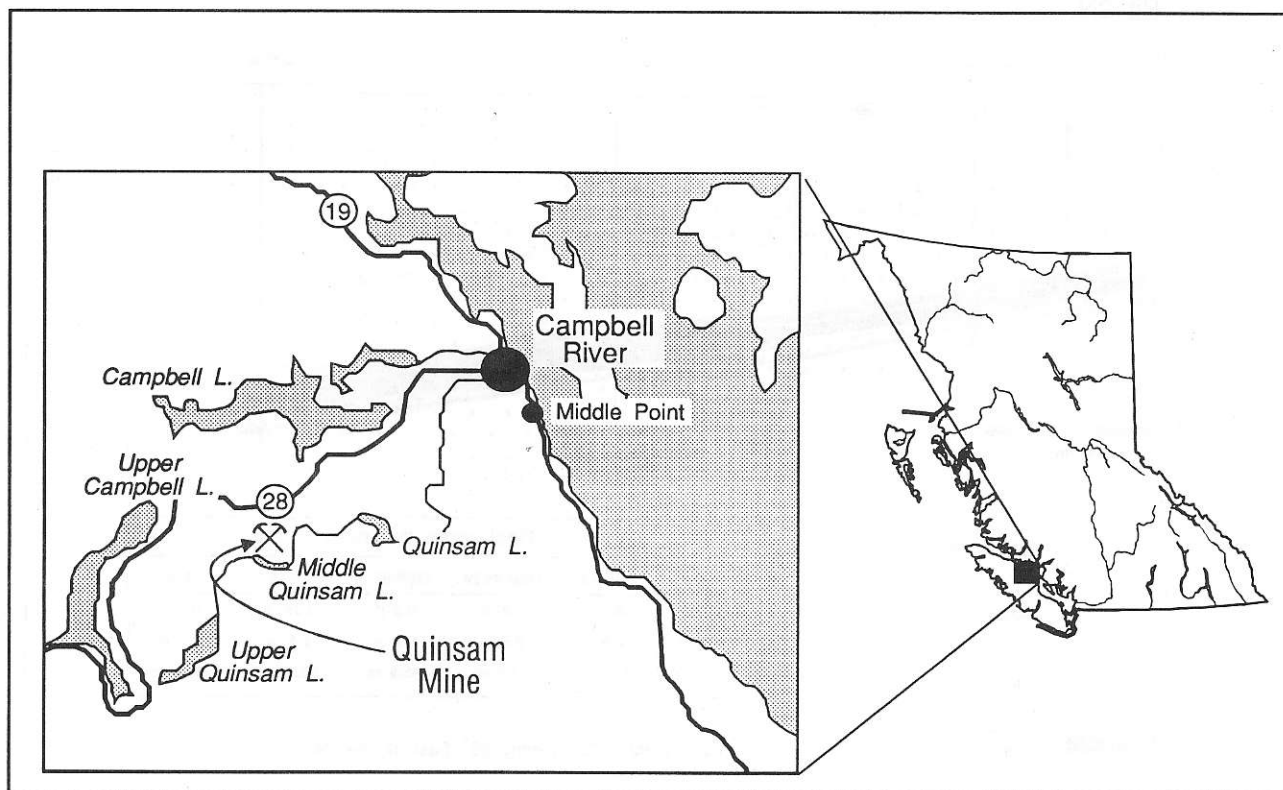 19
Campbell
River
Campbell L.
Middle Point
Upper
Campbell L.
28
Quinsam L.
Middle
Quinsam L.
Upper
Quinsam L.
Quinsam
Mine